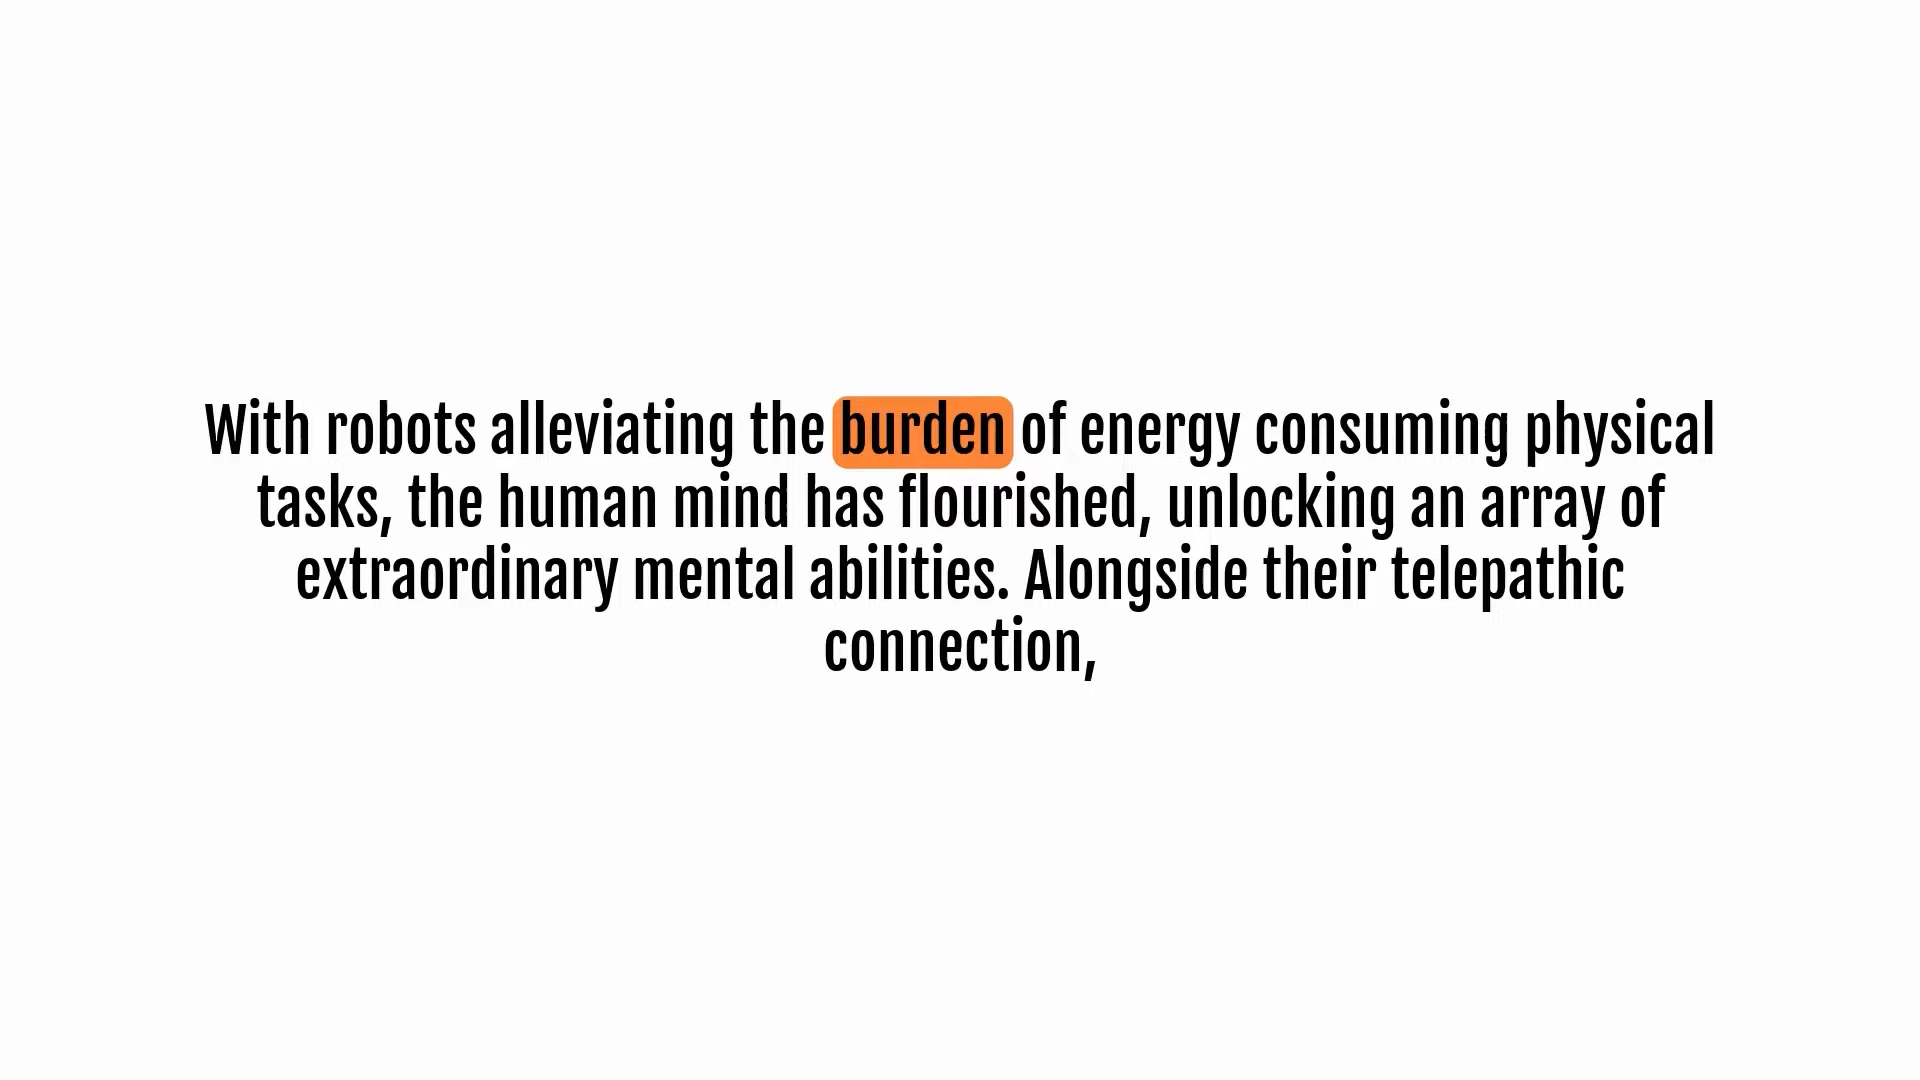 With robots alleviating the burden of energy consuming physical
tasks, the human mind has flourished, unlocking an array of
extraordinary mental abilities. Alongside their telepathic
connection,